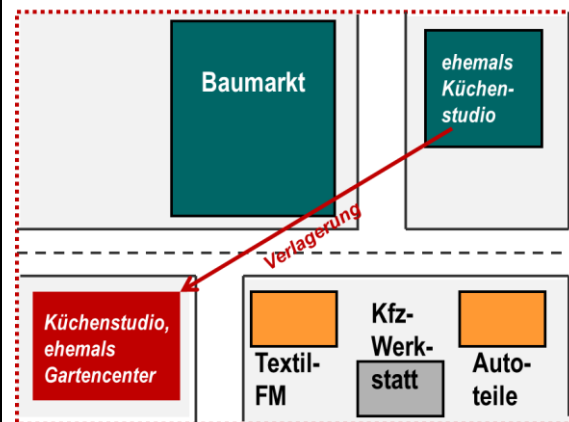 Baumarkt
ehemals
Küchen-
studio
Verlagerung
Küchenstudio,
ehemals
Gartencenter
Textil-
FM
Kfz-
Werk-
statt
Auto-
teile